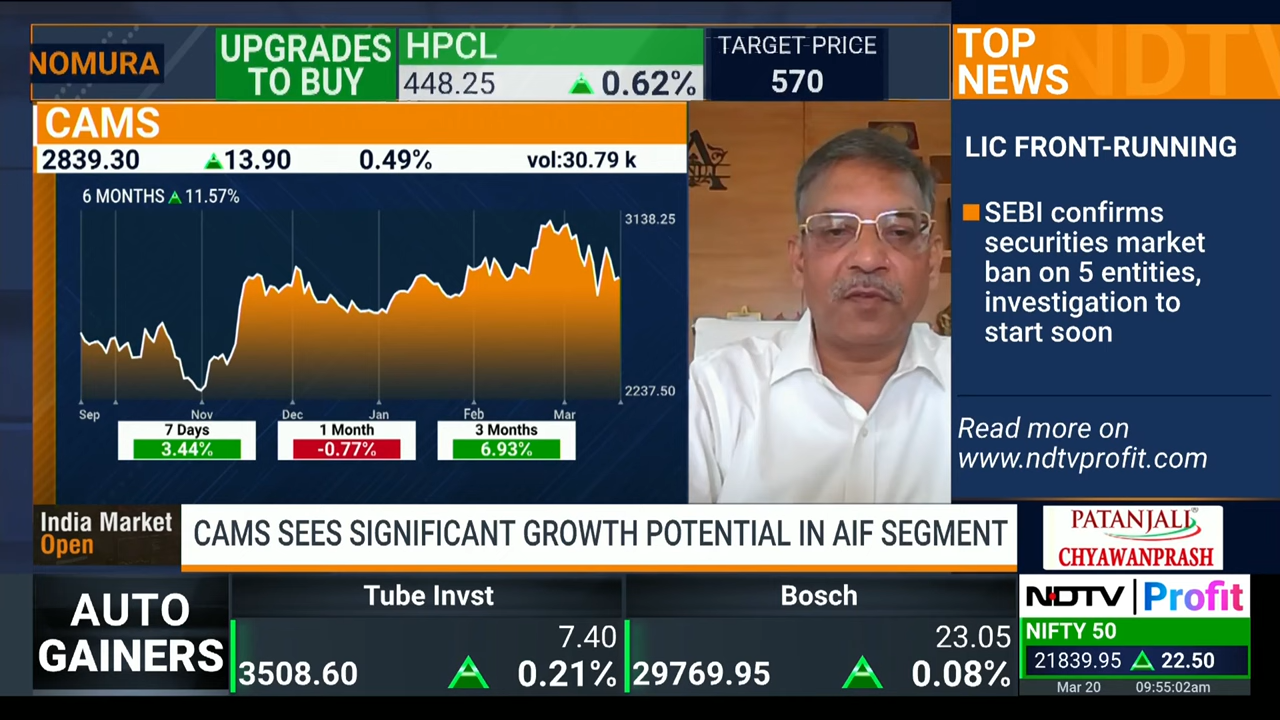 NOMURA
UPGRADES
TO BUY
HPCL
448.25 0.62%
TARGET PRICE
570
TOP
NEWS
CAMS
2839.30 13.90 0.49% vol:30.79 k
6 MONTHS 11.57%
3138.25
2237.50
Sep Nov Dec Jan Feb Mar
7 Days
3.44%
1 Month
-0.77%
3 Months
6.93%
LIC FRONT-RUNNING
SEBI confirms
securities market
ban on 5 entities,
investigation to
start soon
Read more on
www.ndtvprofit.com
India Market
Open
CAMS SEES SIGNIFICANT GROWTH POTENTIAL IN AIF SEGMENT
PATANJALI
CHYAWANPRASH
AUTO
GAINERS
Tube Invst
7.40
3508.60 0.21%
Bosch
23.05
29769.95 0.08%
NDTV Profit
NIFTY 50
21839.95 22.50
Mar 20 09:55:02am